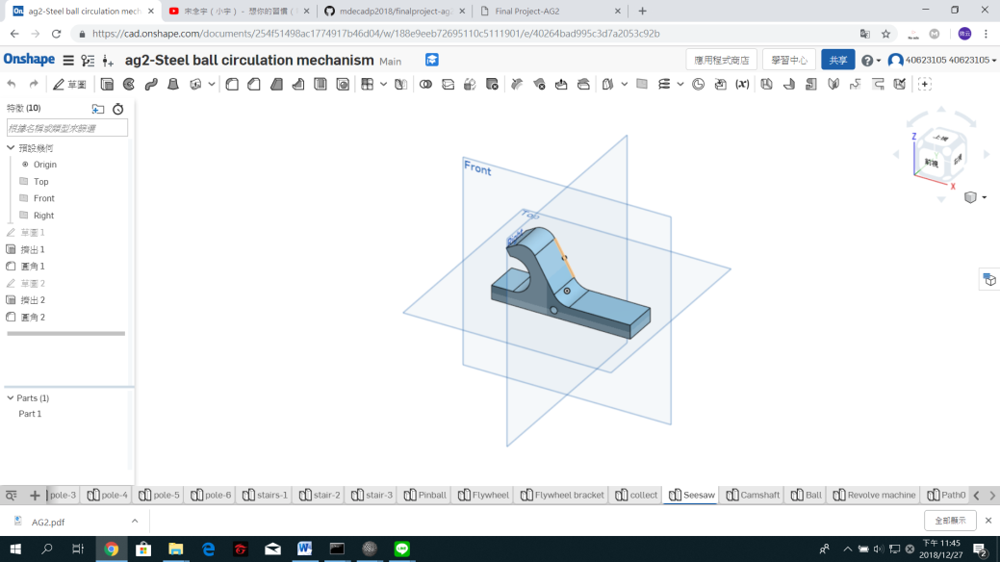 ag2-Steel ball circulation mech
宋念宇（小宇）- 想你的習慣（
mdecadp2018/finalproject-ag
Final Project-AG2
https://cad.onshape.com/documents/254f51498ac1774917b46d04/w/188e9eeb72695110c5111901/e/40264bad995c3d7a2053c92b
Onshape
ag2-Steel ball circulation mechanism Main
應用程式商店
學習中心
共享
40623105 40623105
草圖
特徵 (10)
根據名稱或類型來篩選
預設幾何
Origin
Top
Front
Right
草圖 1
擠出 1
圓角 1
草圖 2
擠出 2
圓角 2
Parts (1)
Part 1
Front
Top
Right
Z
上視
前視
X
pole-3
pole-4
pole-5
pole-6
stairs-1
stair-2
stair-3
Pinball
Flywheel
Flywheel bracket
collect
Seesaw
Camshaft
Ball
Revolve machine
Path0
AG2.pdf
全部顯示
下午 11:45
2018/12/27
2